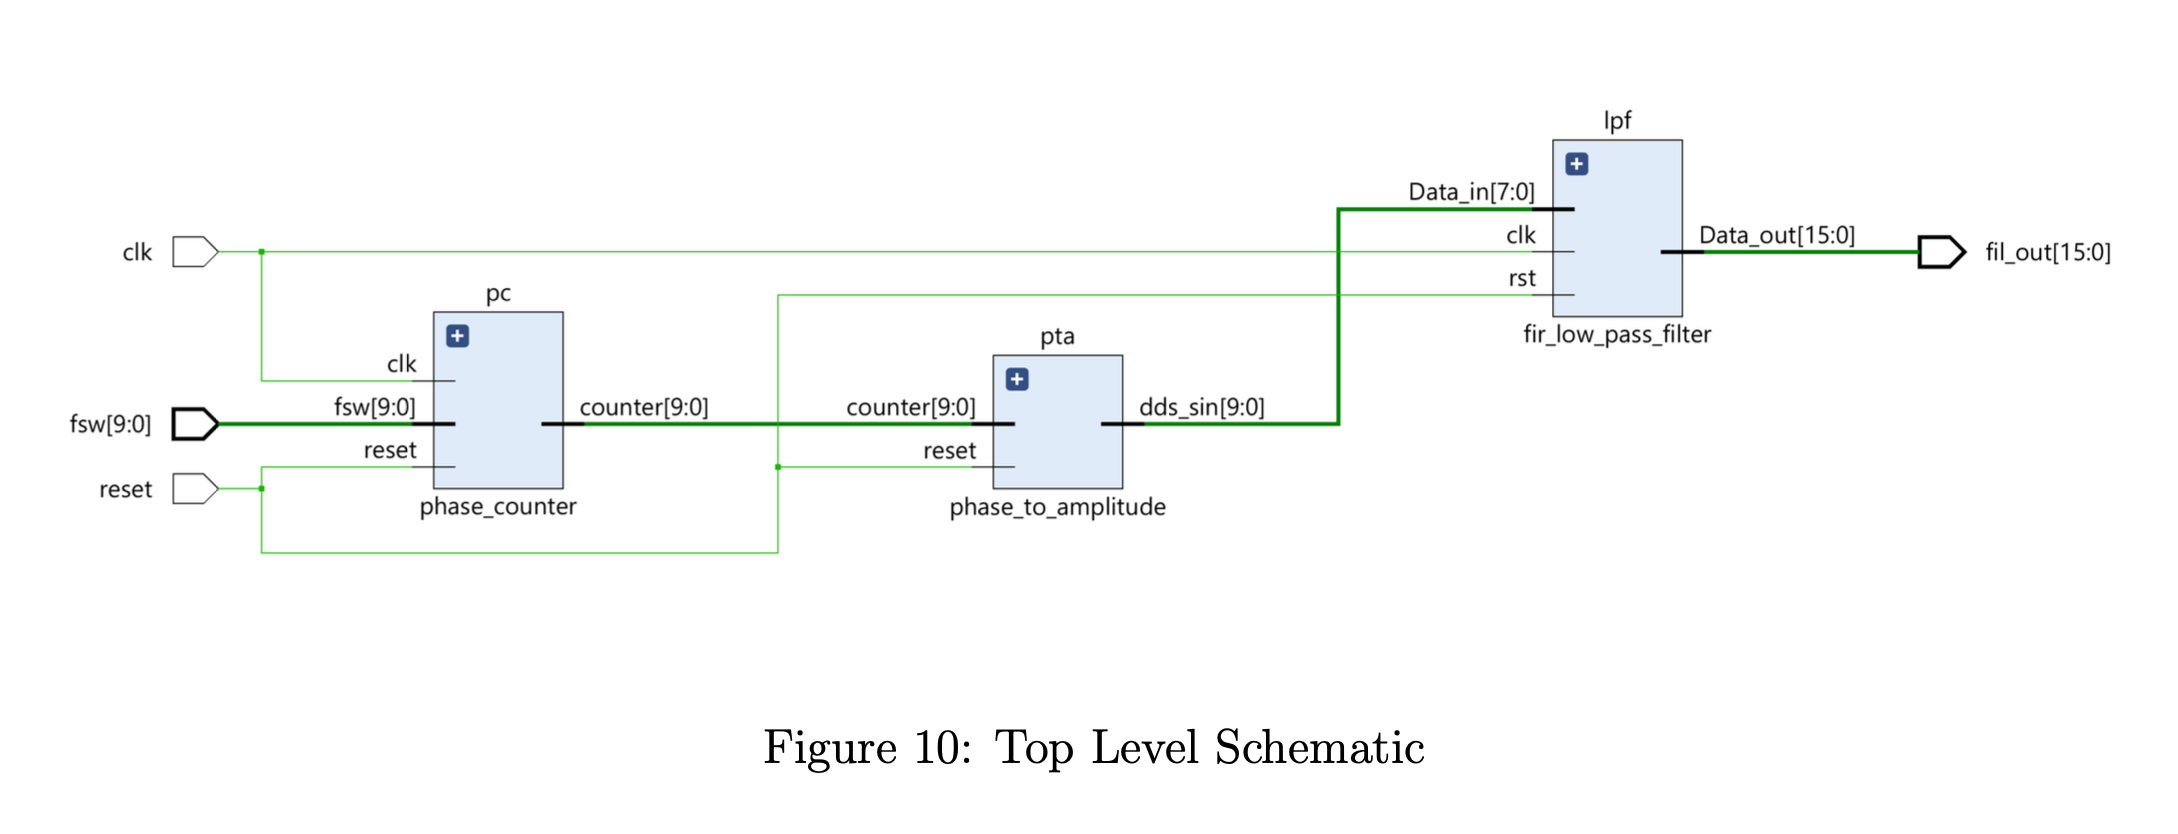 lpf
Data_in[7:0]
clk
rst
Data_out[15:0]
fil_out[15:0]
fir_low_pass_filter
clk
pc
clk
fsw[9:0]
fsw[9:0]
reset
reset
counter[9:0]
phase_counter
pta
counter[9:0]
reset
dds_sin[9:0]
phase_to_amplitude
Figure 10: Top Level Schematic